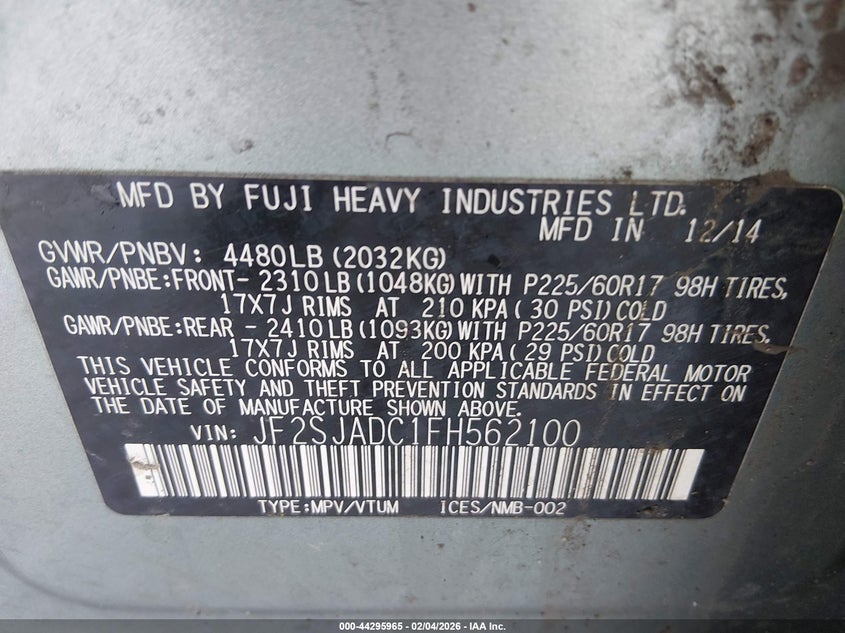 MFD BY FUJI HEAVY INDUSTRIES LTD.
MFD IN 12/14
GVWR/PNBV: 4480LB (2032KG)
GAWR/PNBE:FRONT- 2310LB (1048KG) WITH P225/60R17 98H TIRES,
17X7J RIMS AT 210 KPA ( 30 PSI) COLD
GAWR/PNBE:REAR - 2410LB (1093KG) WITH P225/60R17 98H TIRES,
17X7J RIMS AT 200 KPA ( 29 PSI) COLD
THIS VEHICLE CONFORMS TO ALL APPLICABLE FEDERAL MOTOR
VEHICLE SAFETY AND THEFT PREVENTION STANDARDS IN EFFECT ON
THE DATE OF MANUFACTURE SHOWN ABOVE.
VIN: JF2SJADC1FH562100
TYPE:MPV/VTUM ICES/NMB-002
000-44295965 - 02/04/2026 - IAA Inc.